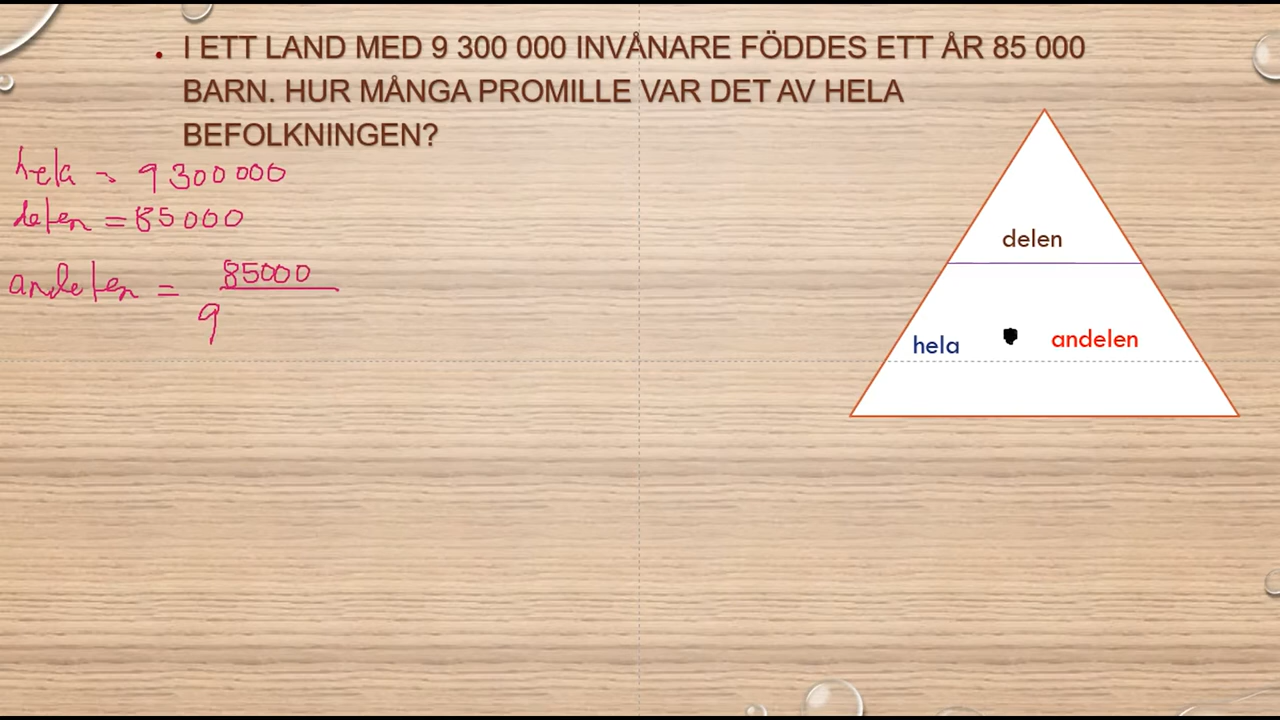 • I ETT LAND MED 9 300 000 INVÅNARE FÖDDES ETT ÅR 85 000
BARN. HUR MÅNGA PROMILLE VAR DET AV HELA
BEFOLKNINGEN?
hela = 9 300 000
delen = 85 000
andelen = 85000
9
delen
hela • andelen